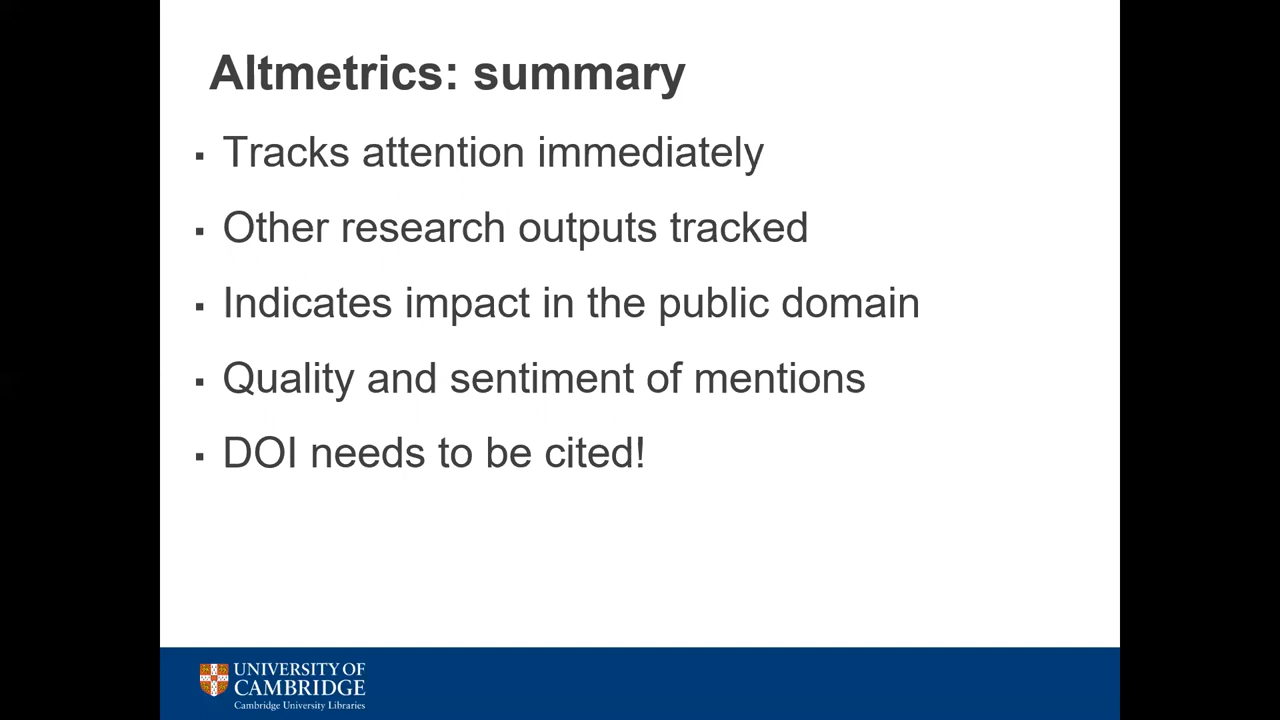 Altmetrics: summary
▪ Tracks attention immediately
▪ Other research outputs tracked
▪ Indicates impact in the public domain
▪ Quality and sentiment of mentions
▪ DOI needs to be cited!
UNIVERSITY OF
CAMBRIDGE
Cambridge University Libraries